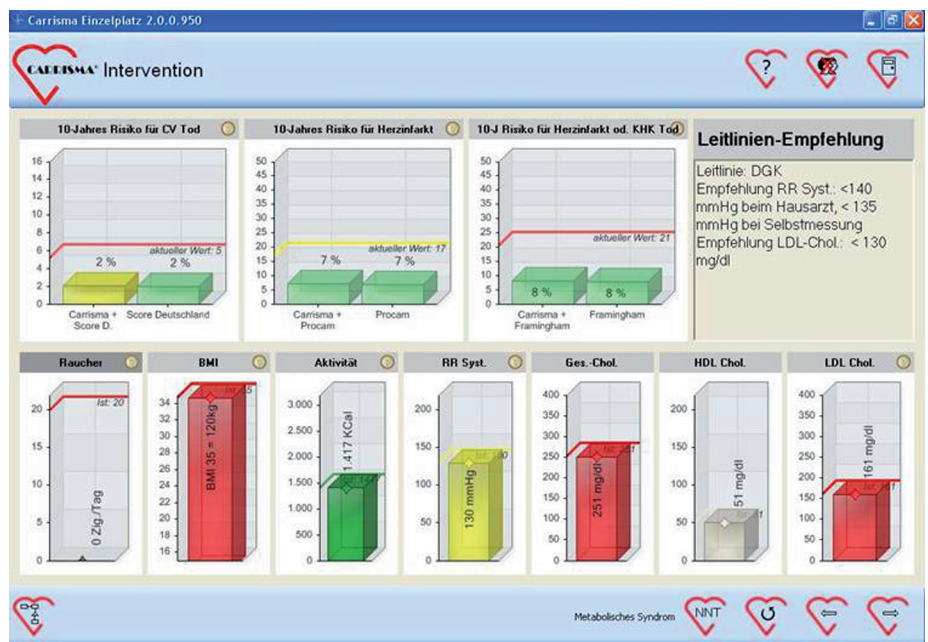 Carrisma Einzelplatz 2.0.0.950
CARRISMA® Intervention
?
10-Jahres Risiko für CV Tod
16
14
12
10
8
6
4
2
0
aktueller Wert: 5
2 %
2 %
Carrisma +
Score D.
Score Deutschland
10-Jahres Risiko für Herzinfarkt
50
45
40
35
30
25
20
15
10
5
0
aktueller Wert: 17
7 %
7 %
Carrisma +
Procam
Procam
10-J Risiko für Herzinfarkt od. KHK Tod
50
45
40
35
30
25
20
15
10
5
0
aktueller Wert: 21
8 %
8 %
Carrisma +
Framingham
Framingham
Leitlinien-Empfehlung
Leitlinie: DGK
Empfehlung RR Syst.: <140
mmHg beim Hausarzt, < 135
mmHg bei Selbstmessung
Empfehlung LDL-Chol.: < 130
mg/dl
Raucher
20
15
10
5
0
Ist: 20
0 Zig./Tag
BMI
34
32
30
28
26
24
22
20
18
16
BMI 35 = 120kg
Aktivität
3.000
2.500
2.000
1.500
1.000
500
0
1.417 KCal
RR Syst.
200
150
100
50
0
130 mmHg
Ges.-Chol.
400
350
300
250
200
150
100
50
0
251 mg/dl
HDL Chol.
200
150
100
50
0
51 mg/dl
LDL Chol.
400
350
300
250
200
150
100
50
0
161 mg/dl
Metabolisches Syndrom
NNT